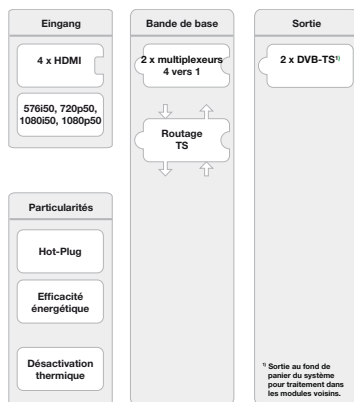 Eingang
4 x HDMI
576i50, 720p50,
1080i50, 1080p50
Particularités
Hot-Plug
Efficacité
énergétique
Désactivation
thermique
Bande de base
2 x multiplexeurs
4 vers 1
Routage
TS
Sortie
2 x DVB-TS¹⁾
¹⁾ Sortie au fond de
panier du système
pour traitement dans
les modules voisins.